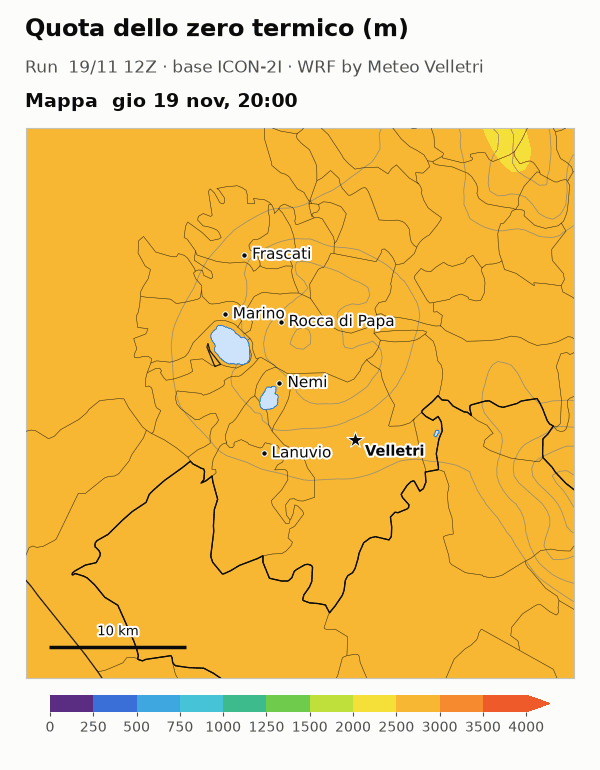 Quota dello zero termico (m)
Run  19/11 12Z · base ICON-2I · WRF by Meteo Velletri
Mappa  gio 19 nov, 20:00
Frascati
Marino
Rocca di Papa
Nemi
Velletri
Lanuvio
10 km
0 250 500 750 1000 1250 1500 2000 2500 3000 3500 4000